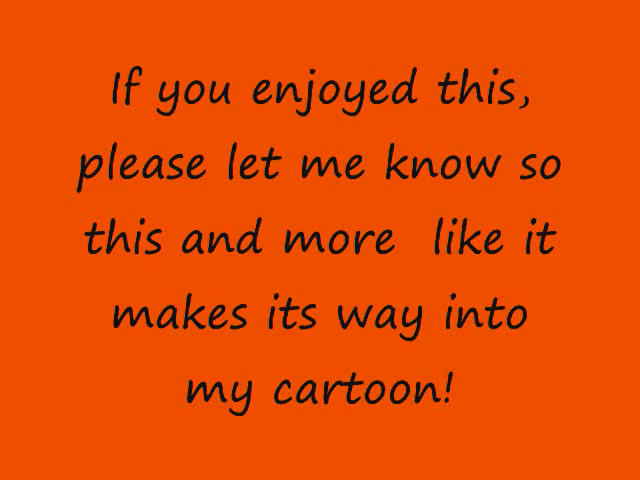 If you enjoyed this,
please let me know so
this and more  like it
makes its way into
my cartoon!